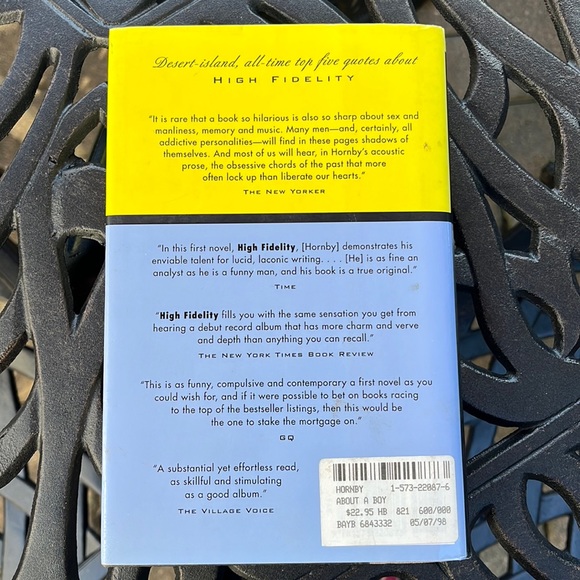 Desert-island, all-time top five quotes about
HIGH FIDELITY
"It is rare that a book so hilarious is also so sharp about sex and
manliness, memory and music. Many men—and, certainly, all
addictive personalities—will find in these pages shadows of
themselves. And most of us will hear, in Hornby's acoustic
prose, the obsessive chords of the past that more
often lock up than liberate our hearts."
THE NEW YORKER
"In this first novel, High Fidelity, [Hornby] demonstrates his
enviable talent for lucid, laconic writing. . . . [He] is as fine an
analyst as he is a funny man, and his book is a true original."
TIME
"High Fidelity fills you with the same sensation you get from
hearing a debut record album that has more charm and verve
and depth than anything you can recall."
THE NEW YORK TIMES BOOK REVIEW
"This is as funny, compulsive and contemporary a first novel as you
could wish for, and if it were possible to bet on books racing
to the top of the bestseller listings, then this would be
the one to stake the mortgage on."
GQ
"A substantial yet effortless read,
as skillful and stimulating
as a good album."
THE VILLAGE VOICE
HORNBY 1-573-22087-6
ABOUT A BOY
$22.95 HB 821 600/000
BAYB 6843332 05/07/98